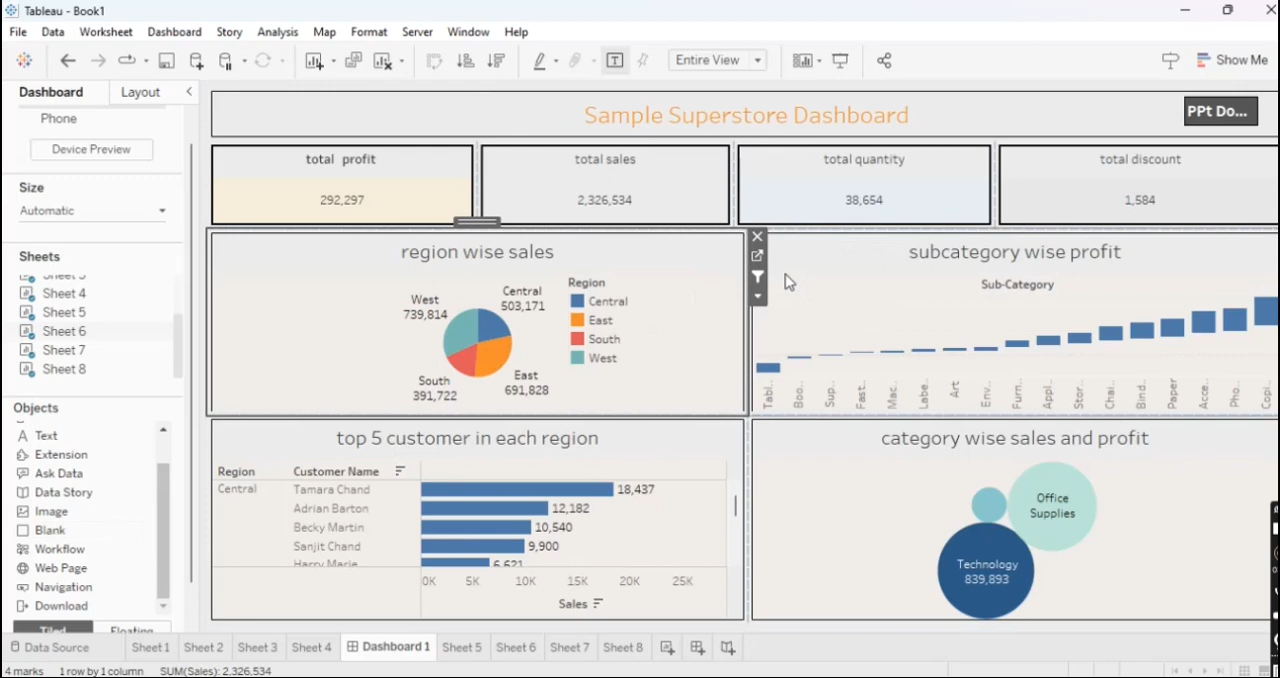 Tableau - Book1
File Data Worksheet Dashboard Story Analysis Map Format Server Window Help
Entire View
Show Me
Dashboard Layout
Phone
Device Preview
Size
Automatic
Sheets
Sheet 4
Sheet 5
Sheet 6
Sheet 7
Sheet 8
Objects
Text
Extension
Ask Data
Data Story
Image
Blank
Workflow
Web Page
Navigation
Download
Tiled Floating
Sample Superstore Dashboard
PPt Do...
total profit
292,297
total sales
2,326,534
total quantity
38,654
total discount
1,584
region wise sales
West
739,814
Central
503,171
South
391,722
East
691,828
Region
Central
East
South
West
subcategory wise profit
Sub-Category
Tabl..
Boo..
Sup..
Fast..
Mac..
Labe..
Art
Env..
Furn..
Appl..
Stor..
Chai..
Bind..
Paper
Acce..
Pho..
Copi..
top 5 customer in each region
Region Customer Name
Central Tamara Chand 18,437
Adrian Barton 12,182
Becky Martin 10,540
Sanjit Chand 9,900
Harry Marie 6,621
0K 5K 10K 15K 20K 25K
Sales
category wise sales and profit
Office
Supplies
Technology
839,893
Data Source Sheet 1 Sheet 2 Sheet 3 Sheet 4 Dashboard 1 Sheet 5 Sheet 6 Sheet 7 Sheet 8
4 marks 1 row by 1 column SUM(Sales): 2,326,534